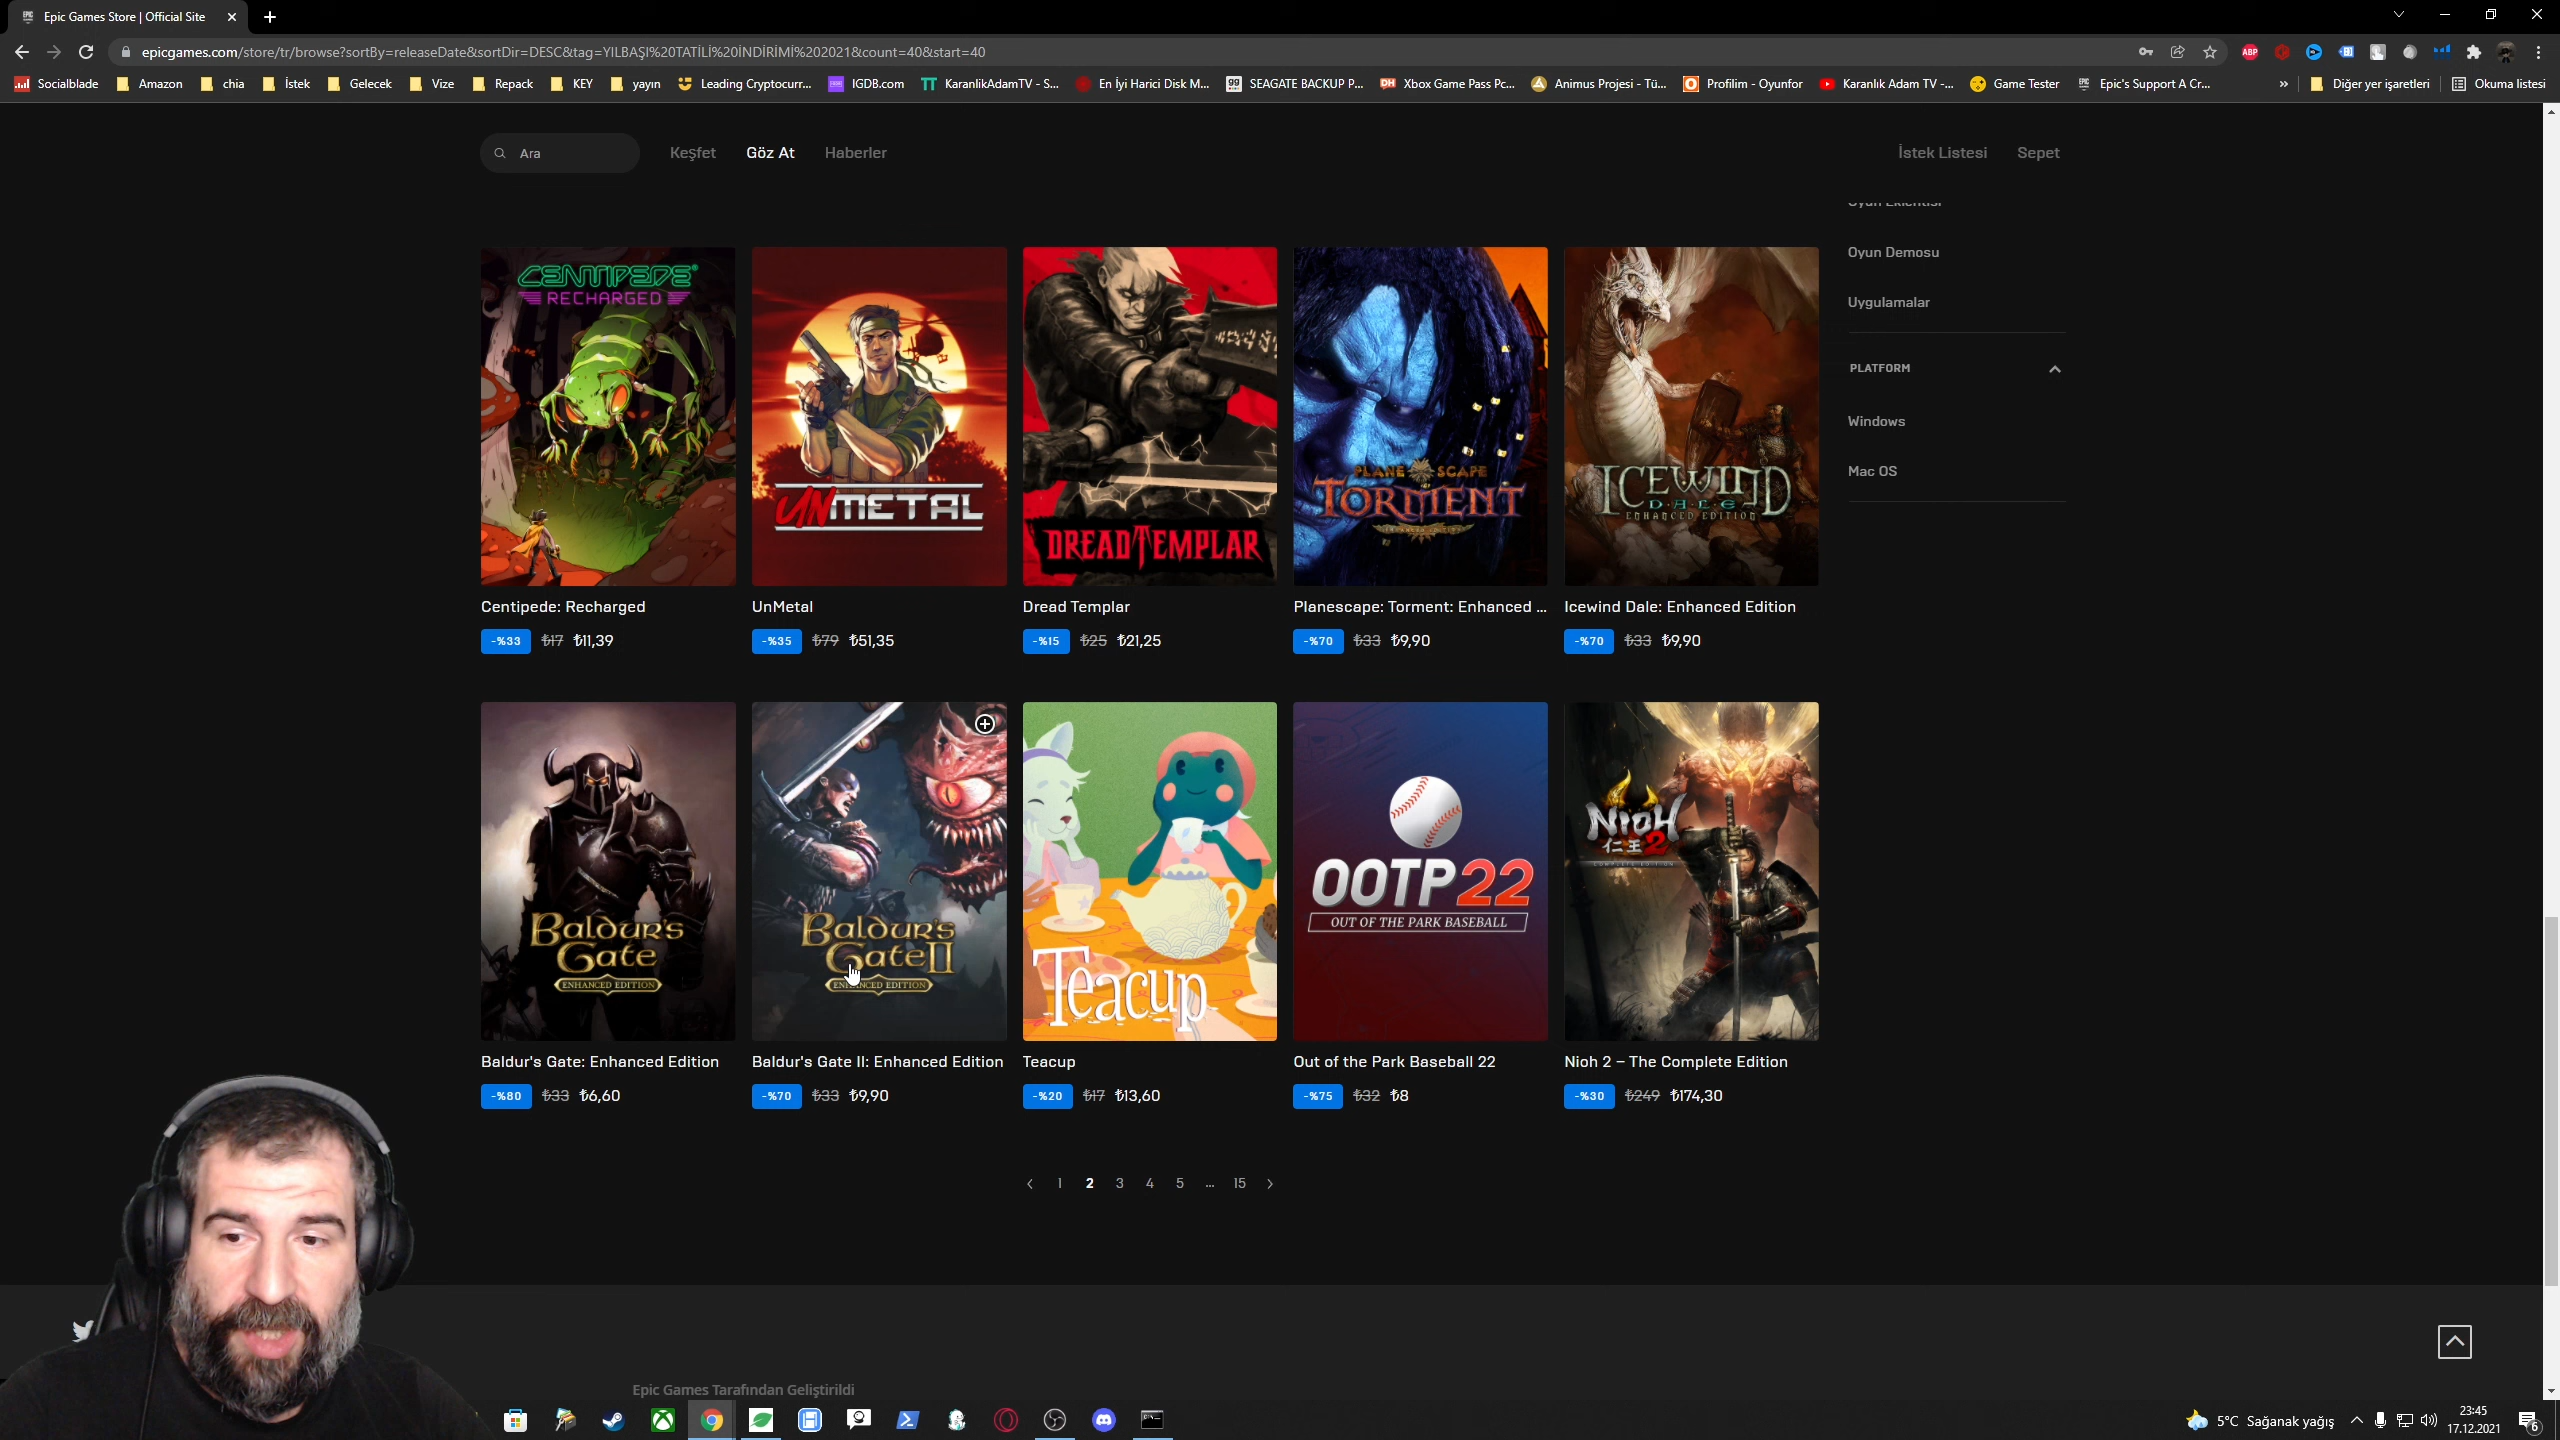 Epic Games Store | Official Site
epicgames.com/store/tr/browse?sortBy=releaseDate&sortDir=DESC&tag=YILBAŞI%20TATİLİ%20İNDİRİMİ%202021&count=40&start=40
ABP
Socialblade Amazon chia İstek Gelecek Vize Repack KEY yayın Leading Cryptocurr... IGDB.com KaranlikAdamTV - S... En İyi Harici Disk M... SEAGATE BACKUP P... Xbox Game Pass Pc... Animus Projesi - Tü... Profilim - Oyunfor Karanlık Adam TV -... Game Tester Epic's Support A Cr... » Diğer yer işaretleri Okuma listesi
Ara Keşfet Göz At Haberler İstek Listesi Sepet
Oyun Eklentisi
Oyun Demosu
Uygulamalar
PLATFORM
Windows
Mac OS
CENTIPEDE
RECHARGED
UNMETAL
DREAD TEMPLAR
PLANESCAPE
TORMENT
ICEWIND
DALE
ENHANCED EDITION
Centipede: Recharged UnMetal Dread Templar Planescape: Torment: Enhanced ... Icewind Dale: Enhanced Edition
-%33 ₺17 ₺11,39 -%35 ₺79 ₺51,35 -%15 ₺25 ₺21,25 -%70 ₺33 ₺9,90 -%70 ₺33 ₺9,90
Baldur's
Gate
ENHANCED EDITION
Baldur's
Gate II
ENHANCED EDITION
Teacup
OOTP 22
OUT OF THE PARK BASEBALL
NIOH
仁王2
COMPLETE EDITION
Baldur's Gate: Enhanced Edition Baldur's Gate II: Enhanced Edition Teacup Out of the Park Baseball 22 Nioh 2 – The Complete Edition
-%80 ₺33 ₺6,60 -%70 ₺33 ₺9,90 -%20 ₺17 ₺13,60 -%75 ₺32 ₺8 -%30 ₺249 ₺174,30
1 2 3 4 5 ... 15
Epic Games Tarafından Geliştirildi
5°C Sağanak yağış
23:45
17.12.2021
6